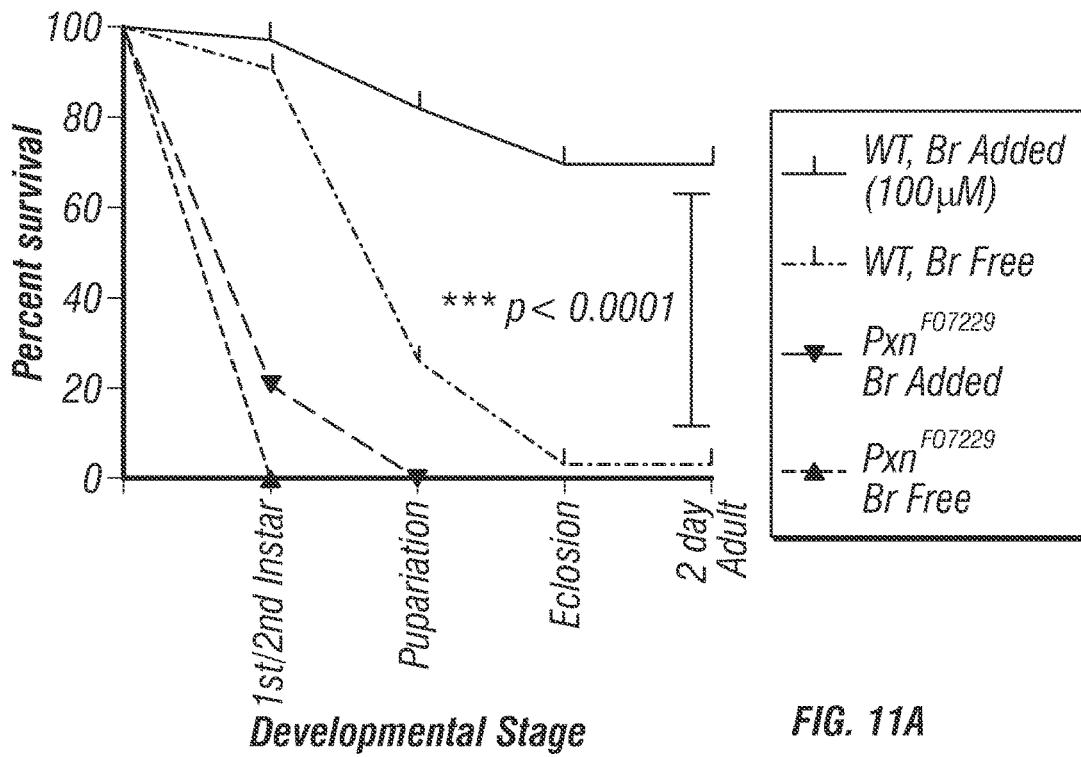 Percent survival
100
80
60
40
20
0
*** p < 0.0001
1st/2nd Instar
Pupariation
Eclosion
2 day
Adult
Developmental Stage
WT, Br Added
(100μM)
WT, Br Free
Pxn^F07229
Br Added
Pxn^F07229
Br Free
FIG. 11A